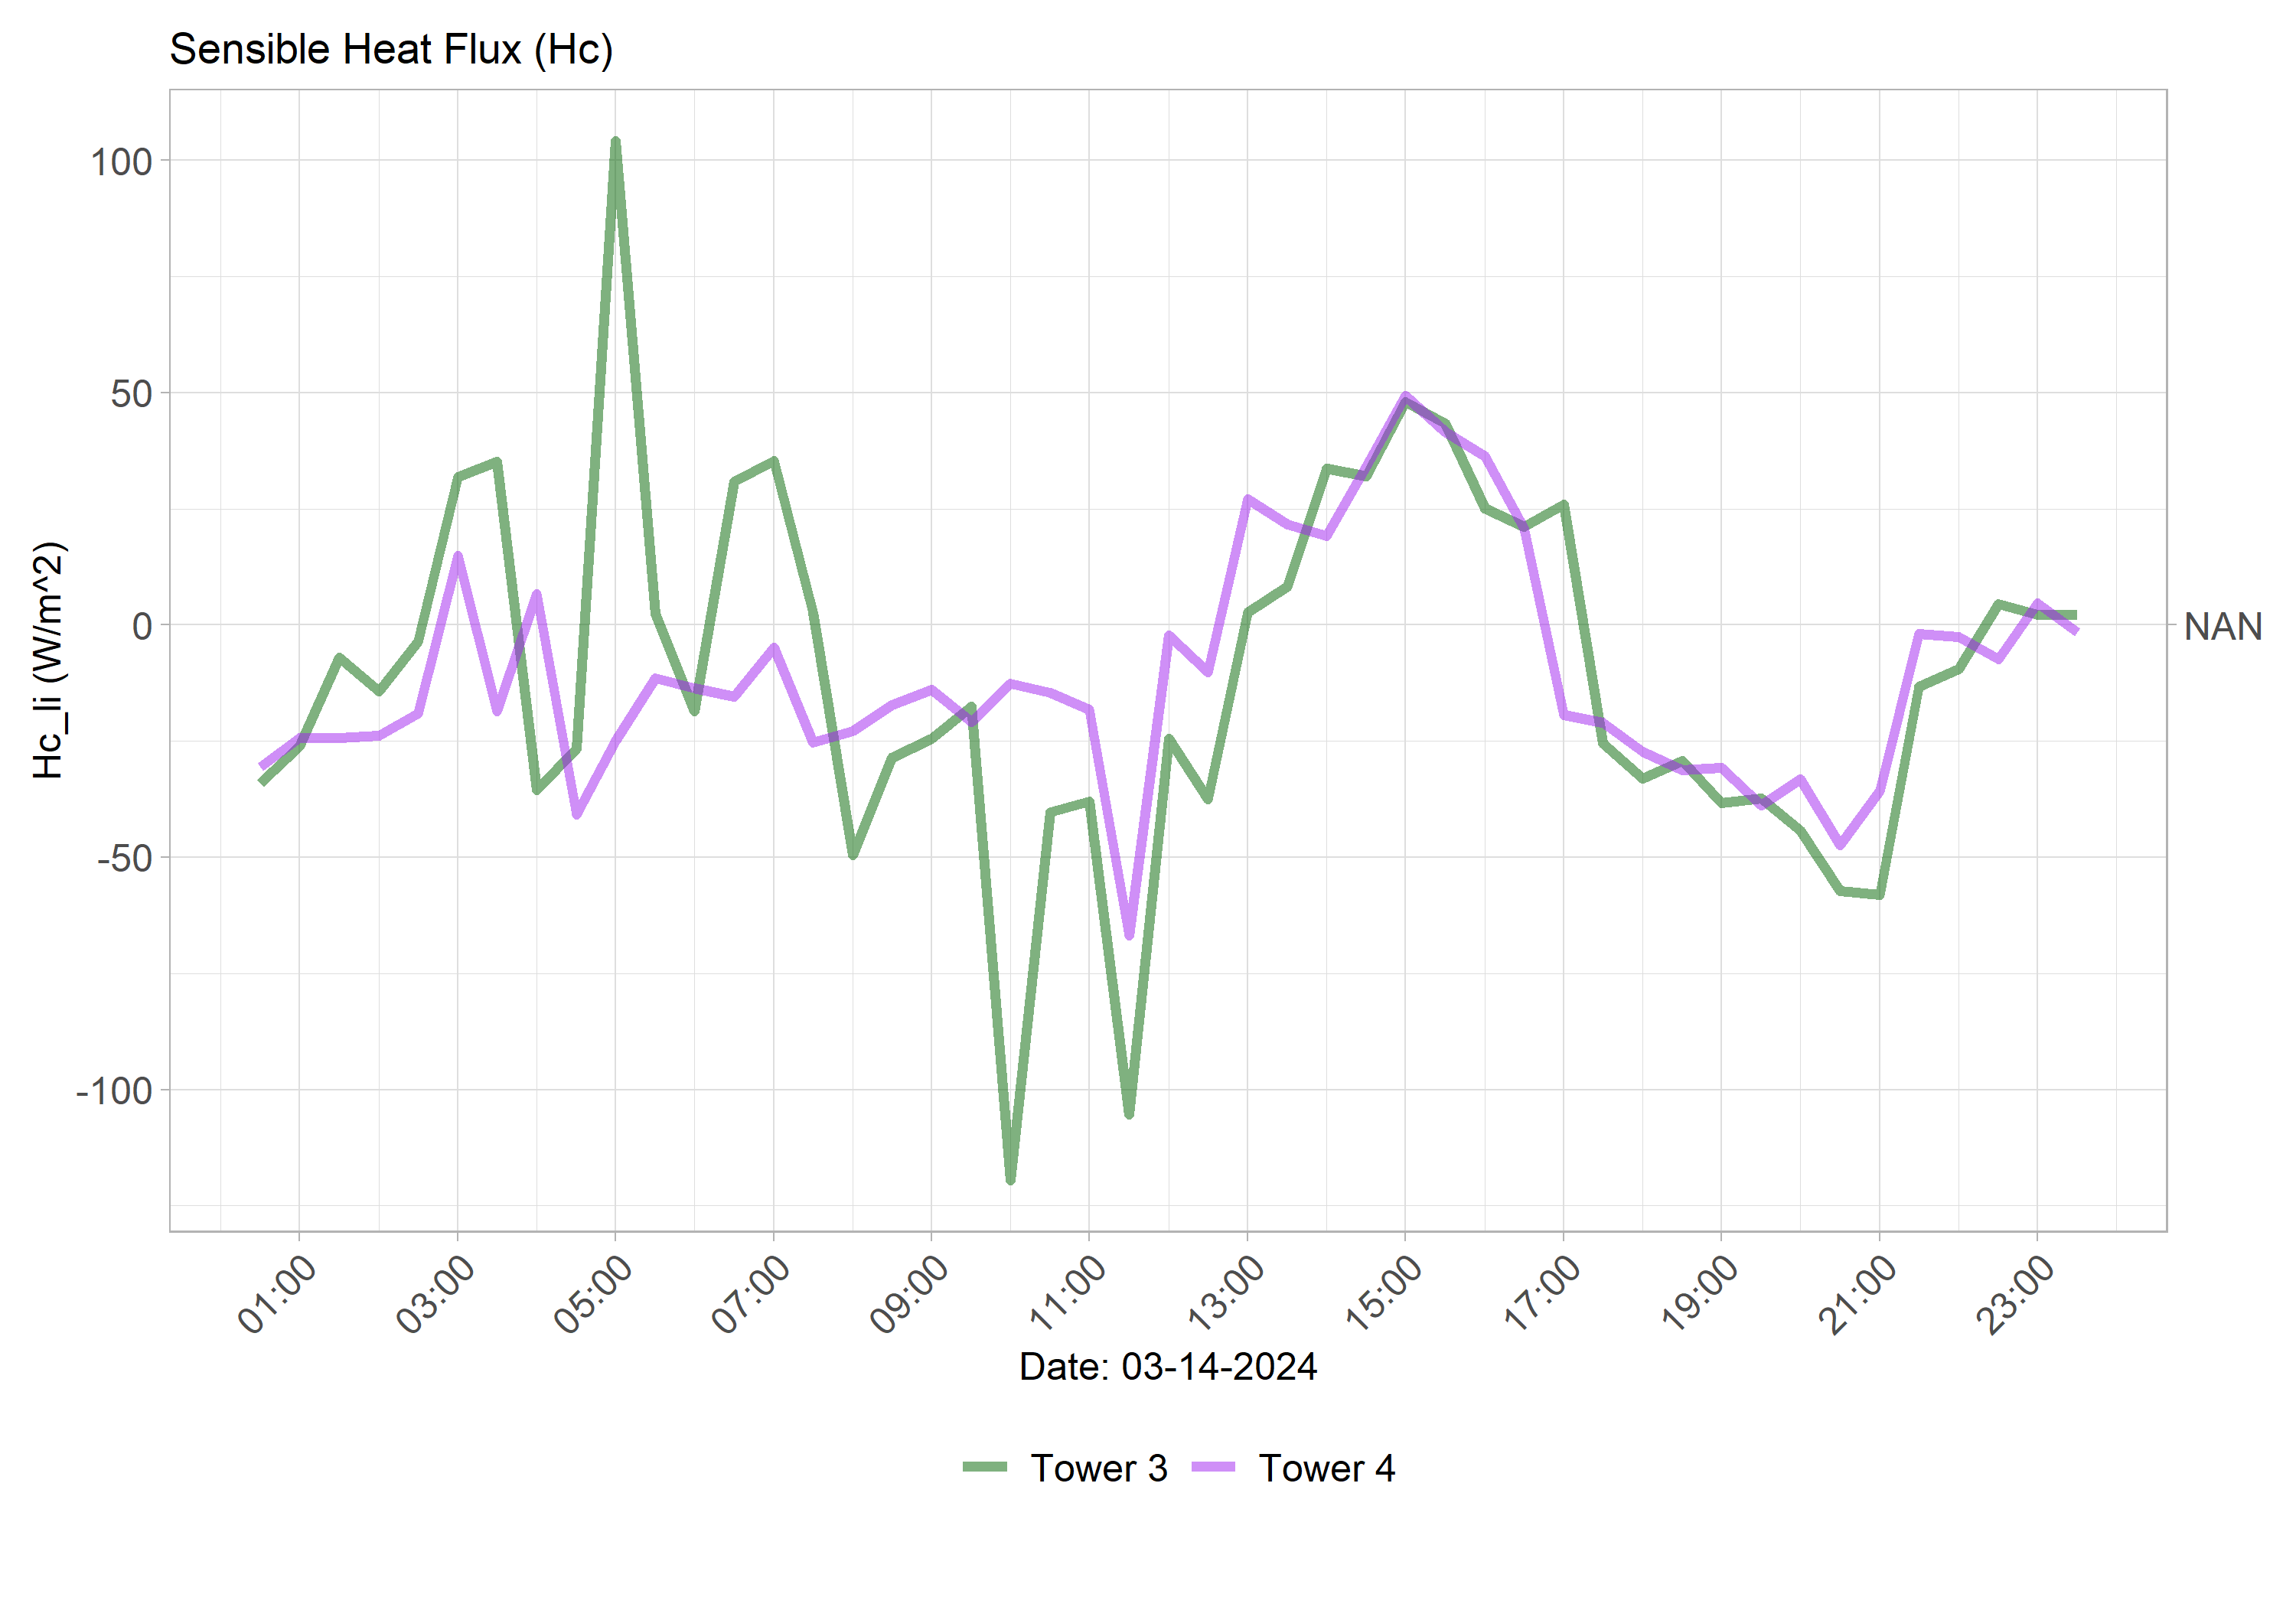 Sensible Heat Flux (Hc)
Hc_li (W/m^2)
100
50
0
-50
-100
NAN
01:00 03:00 05:00 07:00 09:00 11:00 13:00 15:00 17:00 19:00 21:00 23:00
Date: 03-14-2024
Tower 3 Tower 4